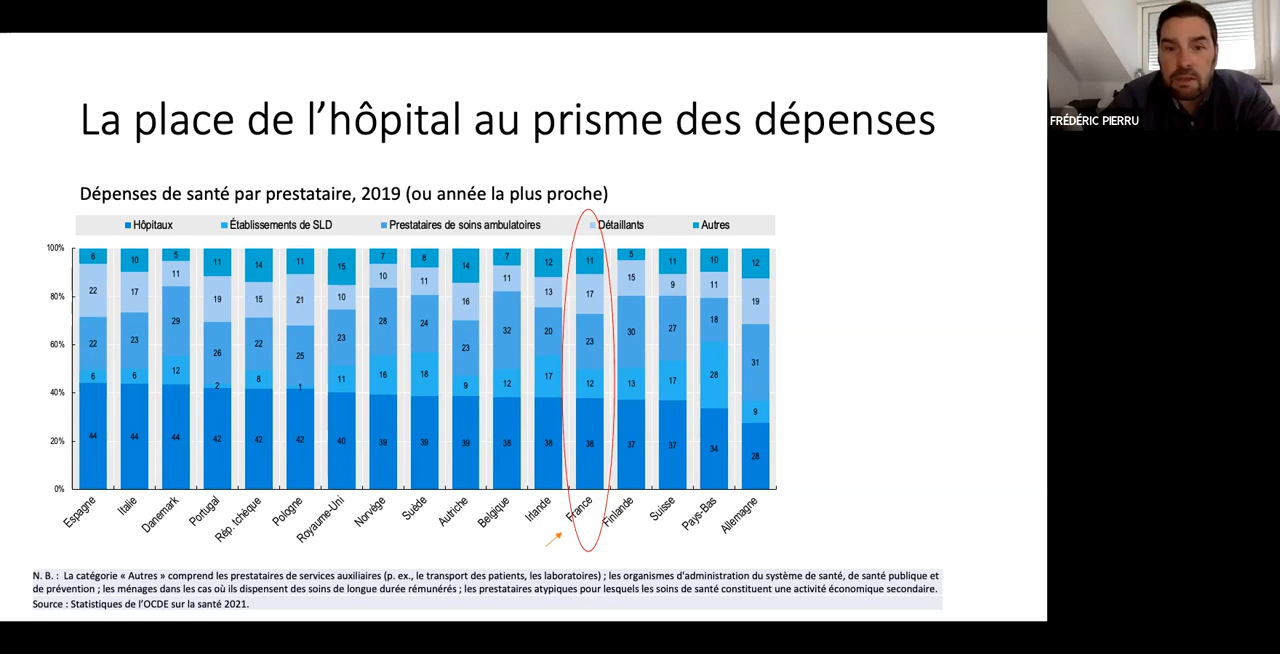 La place de l'hôpital au prisme des dépenses
FRÉDÉRIC PIERRU
Dépenses de santé par prestataire, 2019 (ou année la plus proche)
Hôpitaux Établissements de SLD Prestataires de soins ambulatoires Détaillants Autres
100%
80%
60%
40%
20%
0%
6 10 5 11 14 11 15 7 8 14 7 12 11 5 11 10 12
22 17 11 19 15 21 10 10 11 16 11 13 17 15 9 11 19
22 23 29 26 22 25 23 28 24 23 32 20 23 30 27 18 31
6 6 12 2 8 1 11 16 18 9 12 17 12 13 17 28 9
44 44 44 42 42 42 40 39 39 39 38 38 38 37 37 34 28
Espagne Italie Danemark Portugal Rép. tchèque Pologne Royaume-Uni Norvège Suède Autriche Belgique Irlande France Finlande Suisse Pays-Bas Allemagne
N. B. : La catégorie « Autres » comprend les prestataires de services auxiliaires (p. ex., le transport des patients, les laboratoires) ; les organismes d'administration du système de santé, de santé publique et
de prévention ; les ménages dans les cas où ils dispensent des soins de longue durée rémunérés ; les prestataires atypiques pour lesquels les soins de santé constituent une activité économique secondaire.
Source : Statistiques de l'OCDE sur la santé 2021.